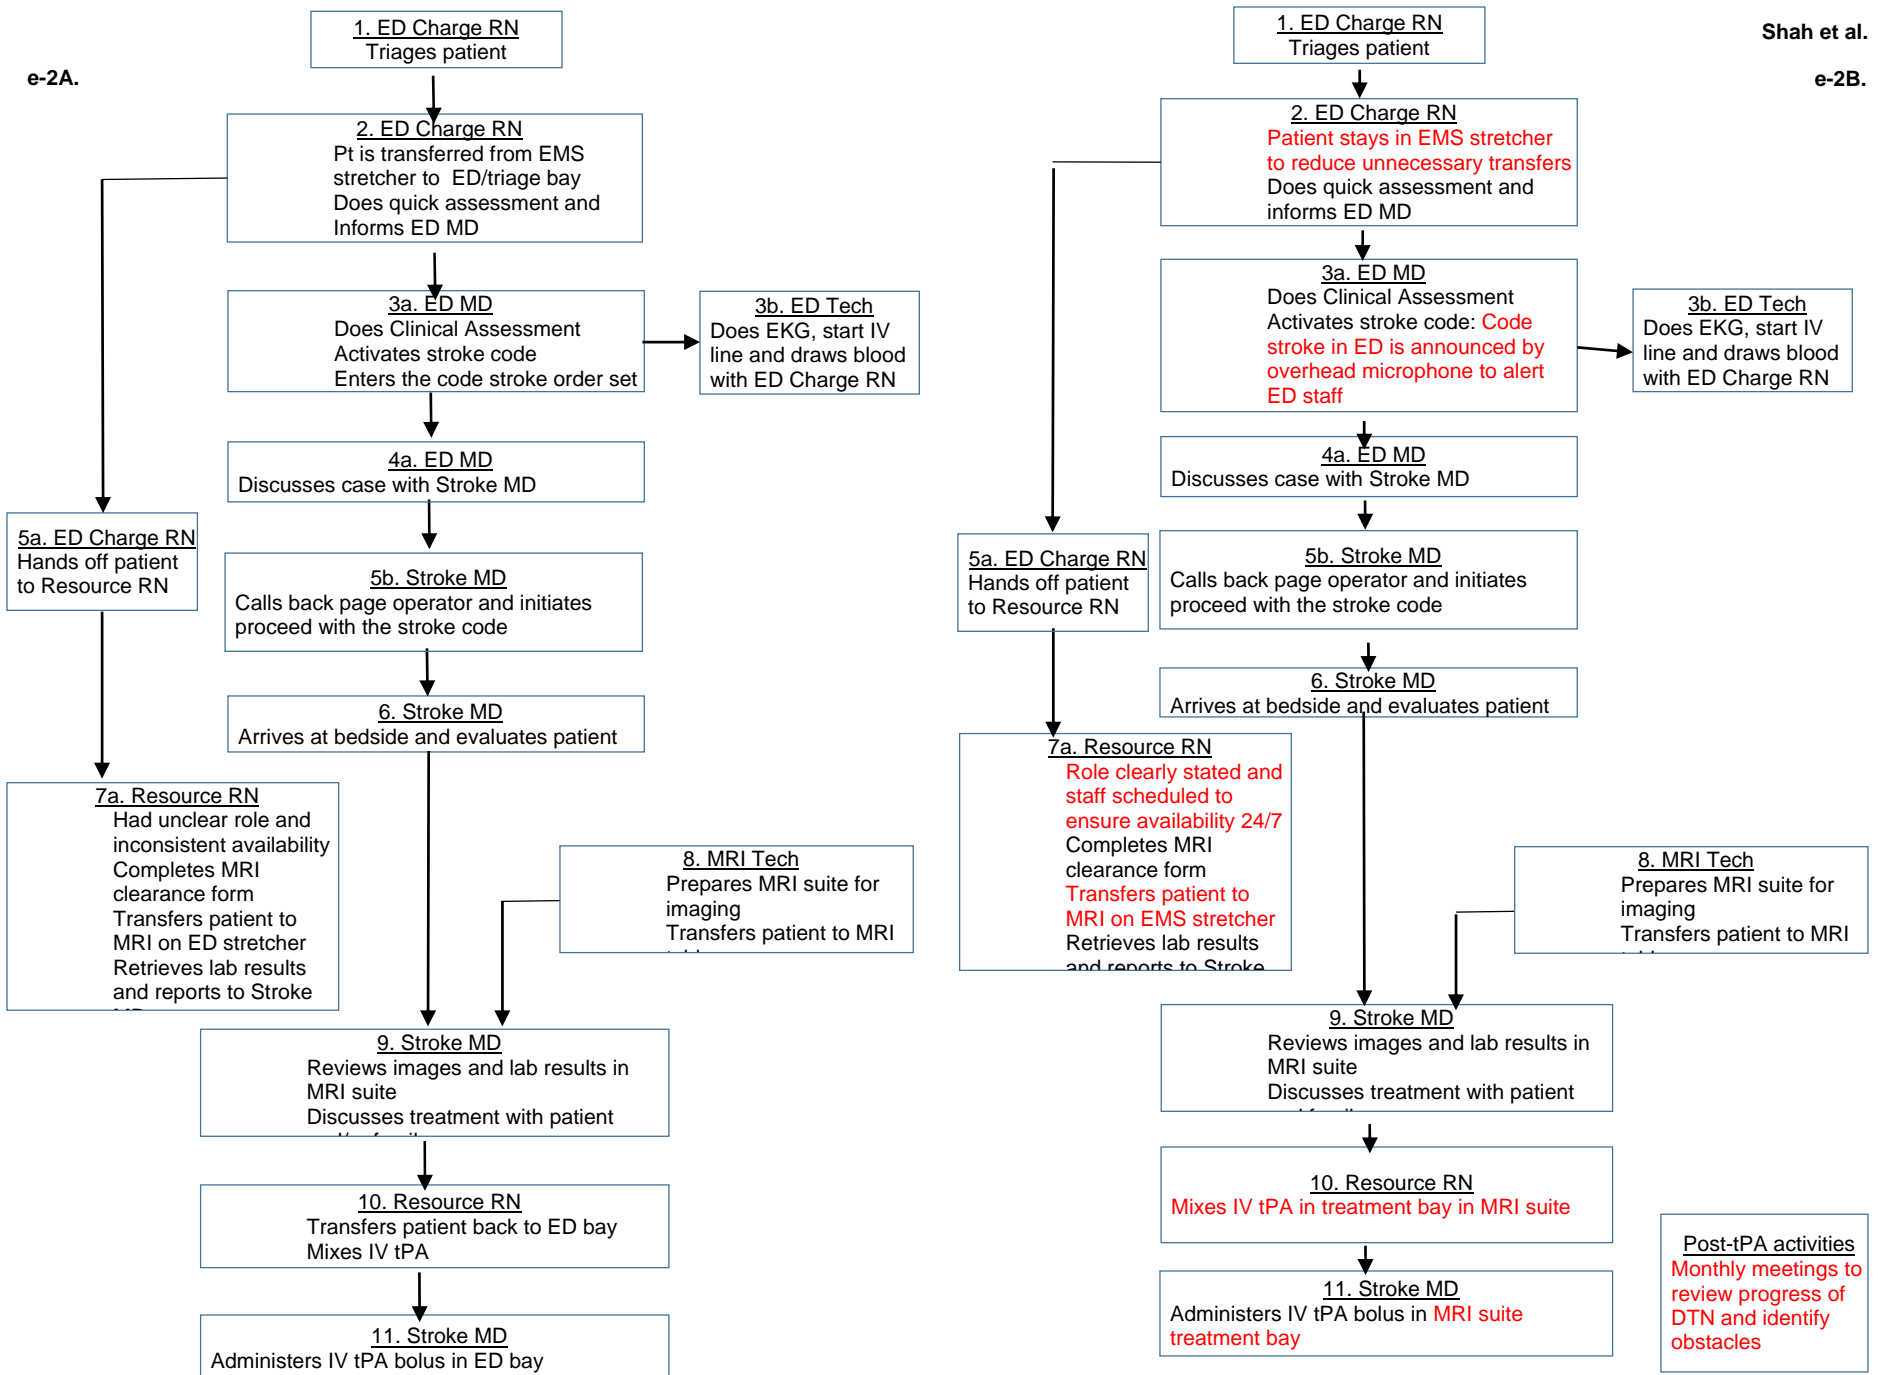 e-2A.
1. ED Charge RN
Triages patient
2. ED Charge RN
Pt is transferred from EMS
stretcher to ED/triage bay
Does quick assessment and
Informs ED MD
3a. ED MD
Does Clinical Assessment
Activates stroke code
Enters the code stroke order set
3b. ED Tech
Does EKG, start IV
line and draws blood
with ED Charge RN
4a. ED MD
Discusses case with Stroke MD
5a. ED Charge RN
Hands off patient
to Resource RN
5b. Stroke MD
Calls back page operator and initiates
proceed with the stroke code
6. Stroke MD
Arrives at bedside and evaluates patient
7a. Resource RN
Had unclear role and
inconsistent availability
Completes MRI
clearance form
Transfers patient to
MRI on ED stretcher
Retrieves lab results
and reports to Stroke
8. MRI Tech
Prepares MRI suite for
imaging
Transfers patient to MRI
9. Stroke MD
Reviews images and lab results in
MRI suite
Discusses treatment with patient
10. Resource RN
Transfers patient back to ED bay
Mixes IV tPA
11. Stroke MD
Administers IV tPA bolus in ED bay
Shah et al.
e-2B.
1. ED Charge RN
Triages patient
2. ED Charge RN
Patient stays in EMS stretcher
to reduce unnecessary transfers
Does quick assessment and
informs ED MD
3a. ED MD
Does Clinical Assessment
Activates stroke code: Code
stroke in ED is announced by
overhead microphone to alert
ED staff
3b. ED Tech
Does EKG, start IV
line and draws blood
with ED Charge RN
4a. ED MD
Discusses case with Stroke MD
5a. ED Charge RN
Hands off patient
to Resource RN
5b. Stroke MD
Calls back page operator and initiates
proceed with the stroke code
6. Stroke MD
Arrives at bedside and evaluates patient
7a. Resource RN
Role clearly stated and
staff scheduled to
ensure availability 24/7
Completes MRI
clearance form
Transfers patient to
MRI on EMS stretcher
Retrieves lab results
and reports to Stroke
8. MRI Tech
Prepares MRI suite for
imaging
Transfers patient to MRI
9. Stroke MD
Reviews images and lab results in
MRI suite
Discusses treatment with patient
10. Resource RN
Mixes IV tPA in treatment bay in MRI suite
11. Stroke MD
Administers IV tPA bolus in MRI suite
treatment bay
Post-tPA activities
Monthly meetings to
review progress of
DTN and identify
obstacles